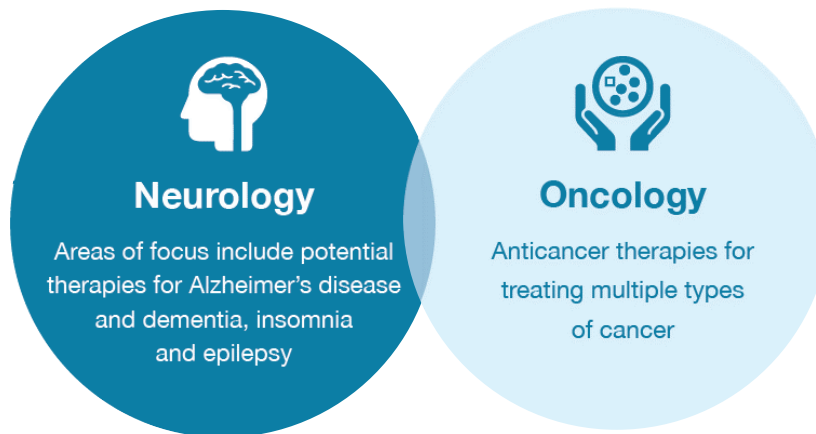 Neurology
Areas of focus include potential
therapies for Alzheimer’s disease
and dementia, insomnia
and epilepsy
Oncology
Anticancer therapies for
treating multiple types
of cancer